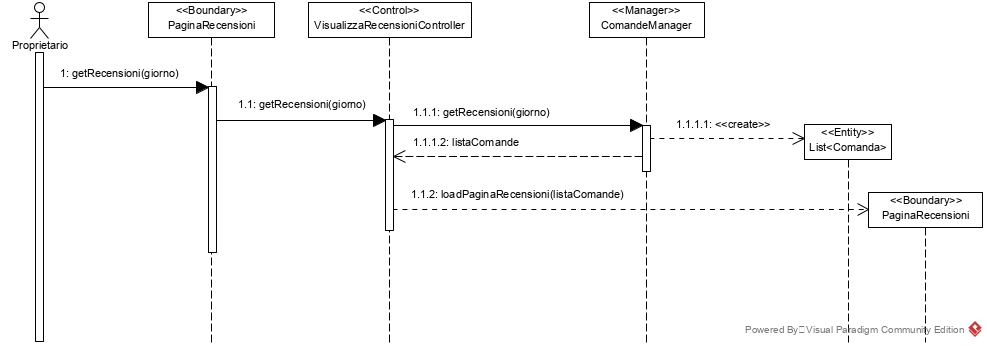 <<Boundary>>
PaginaRecensioni
<<Control>>
VisualizzaRecensioniController
<<Manager>>
ComandeManager
Proprietario
1: getRecensioni(giorno)
1.1: getRecensioni(giorno)
1.1.1: getRecensioni(giorno)
1.1.1.1: <<create>>
<<Entity>>
List<Comanda>
1.1.1.2: listaComande
1.1.2: loadPaginaRecensioni(listaComande)
<<Boundary>>
PaginaRecensioni
Powered By Visual Paradigm Community Edition